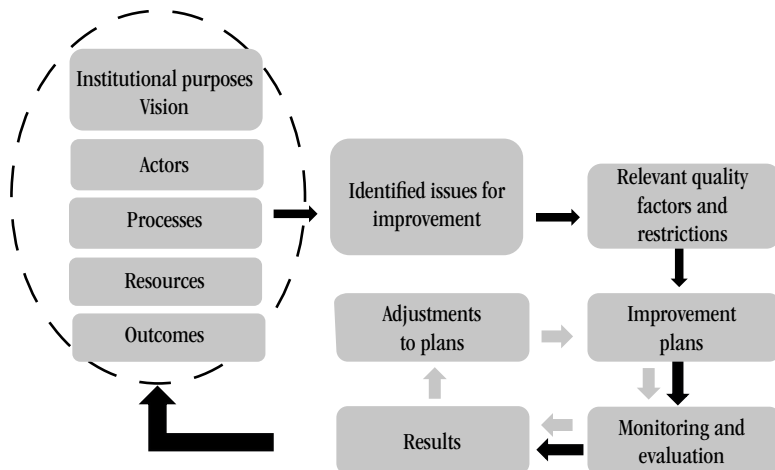 Institutional purposes
Vision
Actors
Processes
Resources
Outcomes
Identified issues for
improvement
Relevant quality
factors and
restrictions
Improvement
plans
Monitoring and
evaluation
Results
Adjustments
to plans